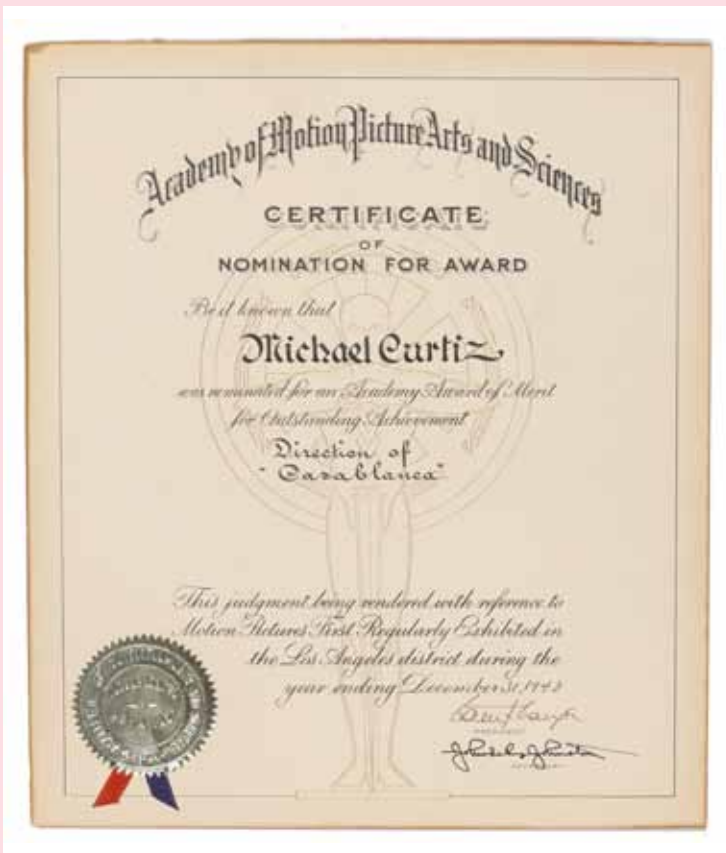 Academy of Motion Picture Arts and Sciences
CERTIFICATE
OF
NOMINATION FOR AWARD
Be it known that
Michael Curtiz
was nominated for an Academy Award of Merit
for Outstanding Achievement
Direction of
"Casablanca"
This judgment being rendered with reference to
Motion Pictures First Regularly Exhibited in
the Los Angeles district during the
year ending December 31, 1943